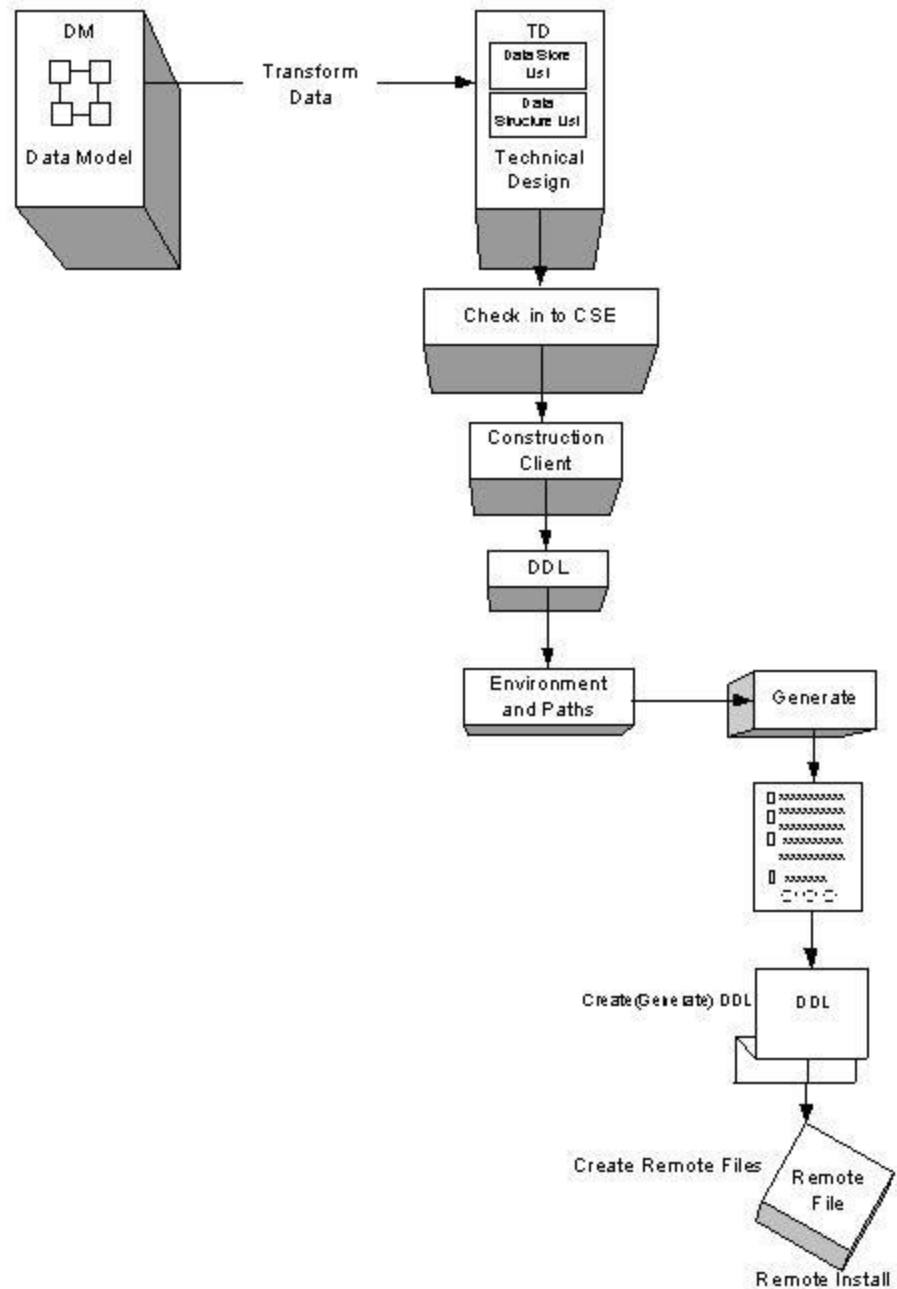 DM
Data Model
Transform
Data
TD
Data Store
List
Data
Structure List
Technical
Design
Check in to CSE
Construction
Client
DDL
Environment
and Paths
Generate
Create(Generate) DDL
DDL
Create Remote Files
Remote
File
Remote Install